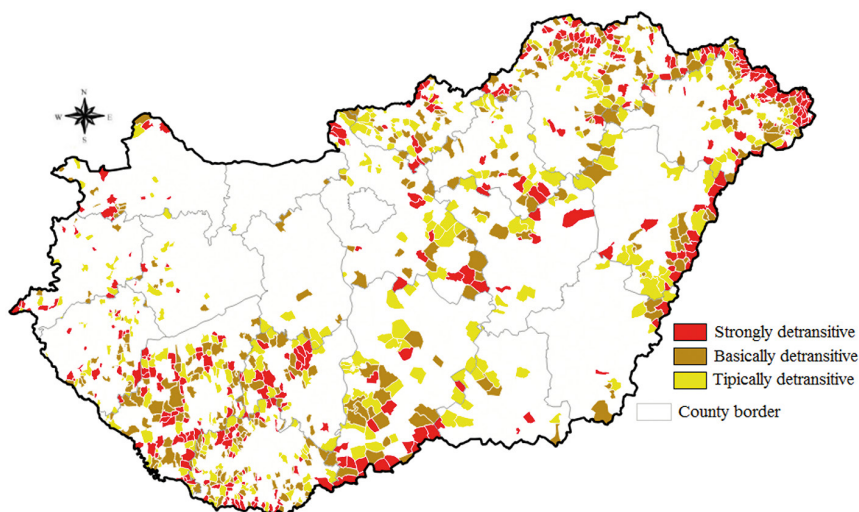 N
W E
S
Strongly detransitive
Basically detransitive
Tipically detransitive
County border